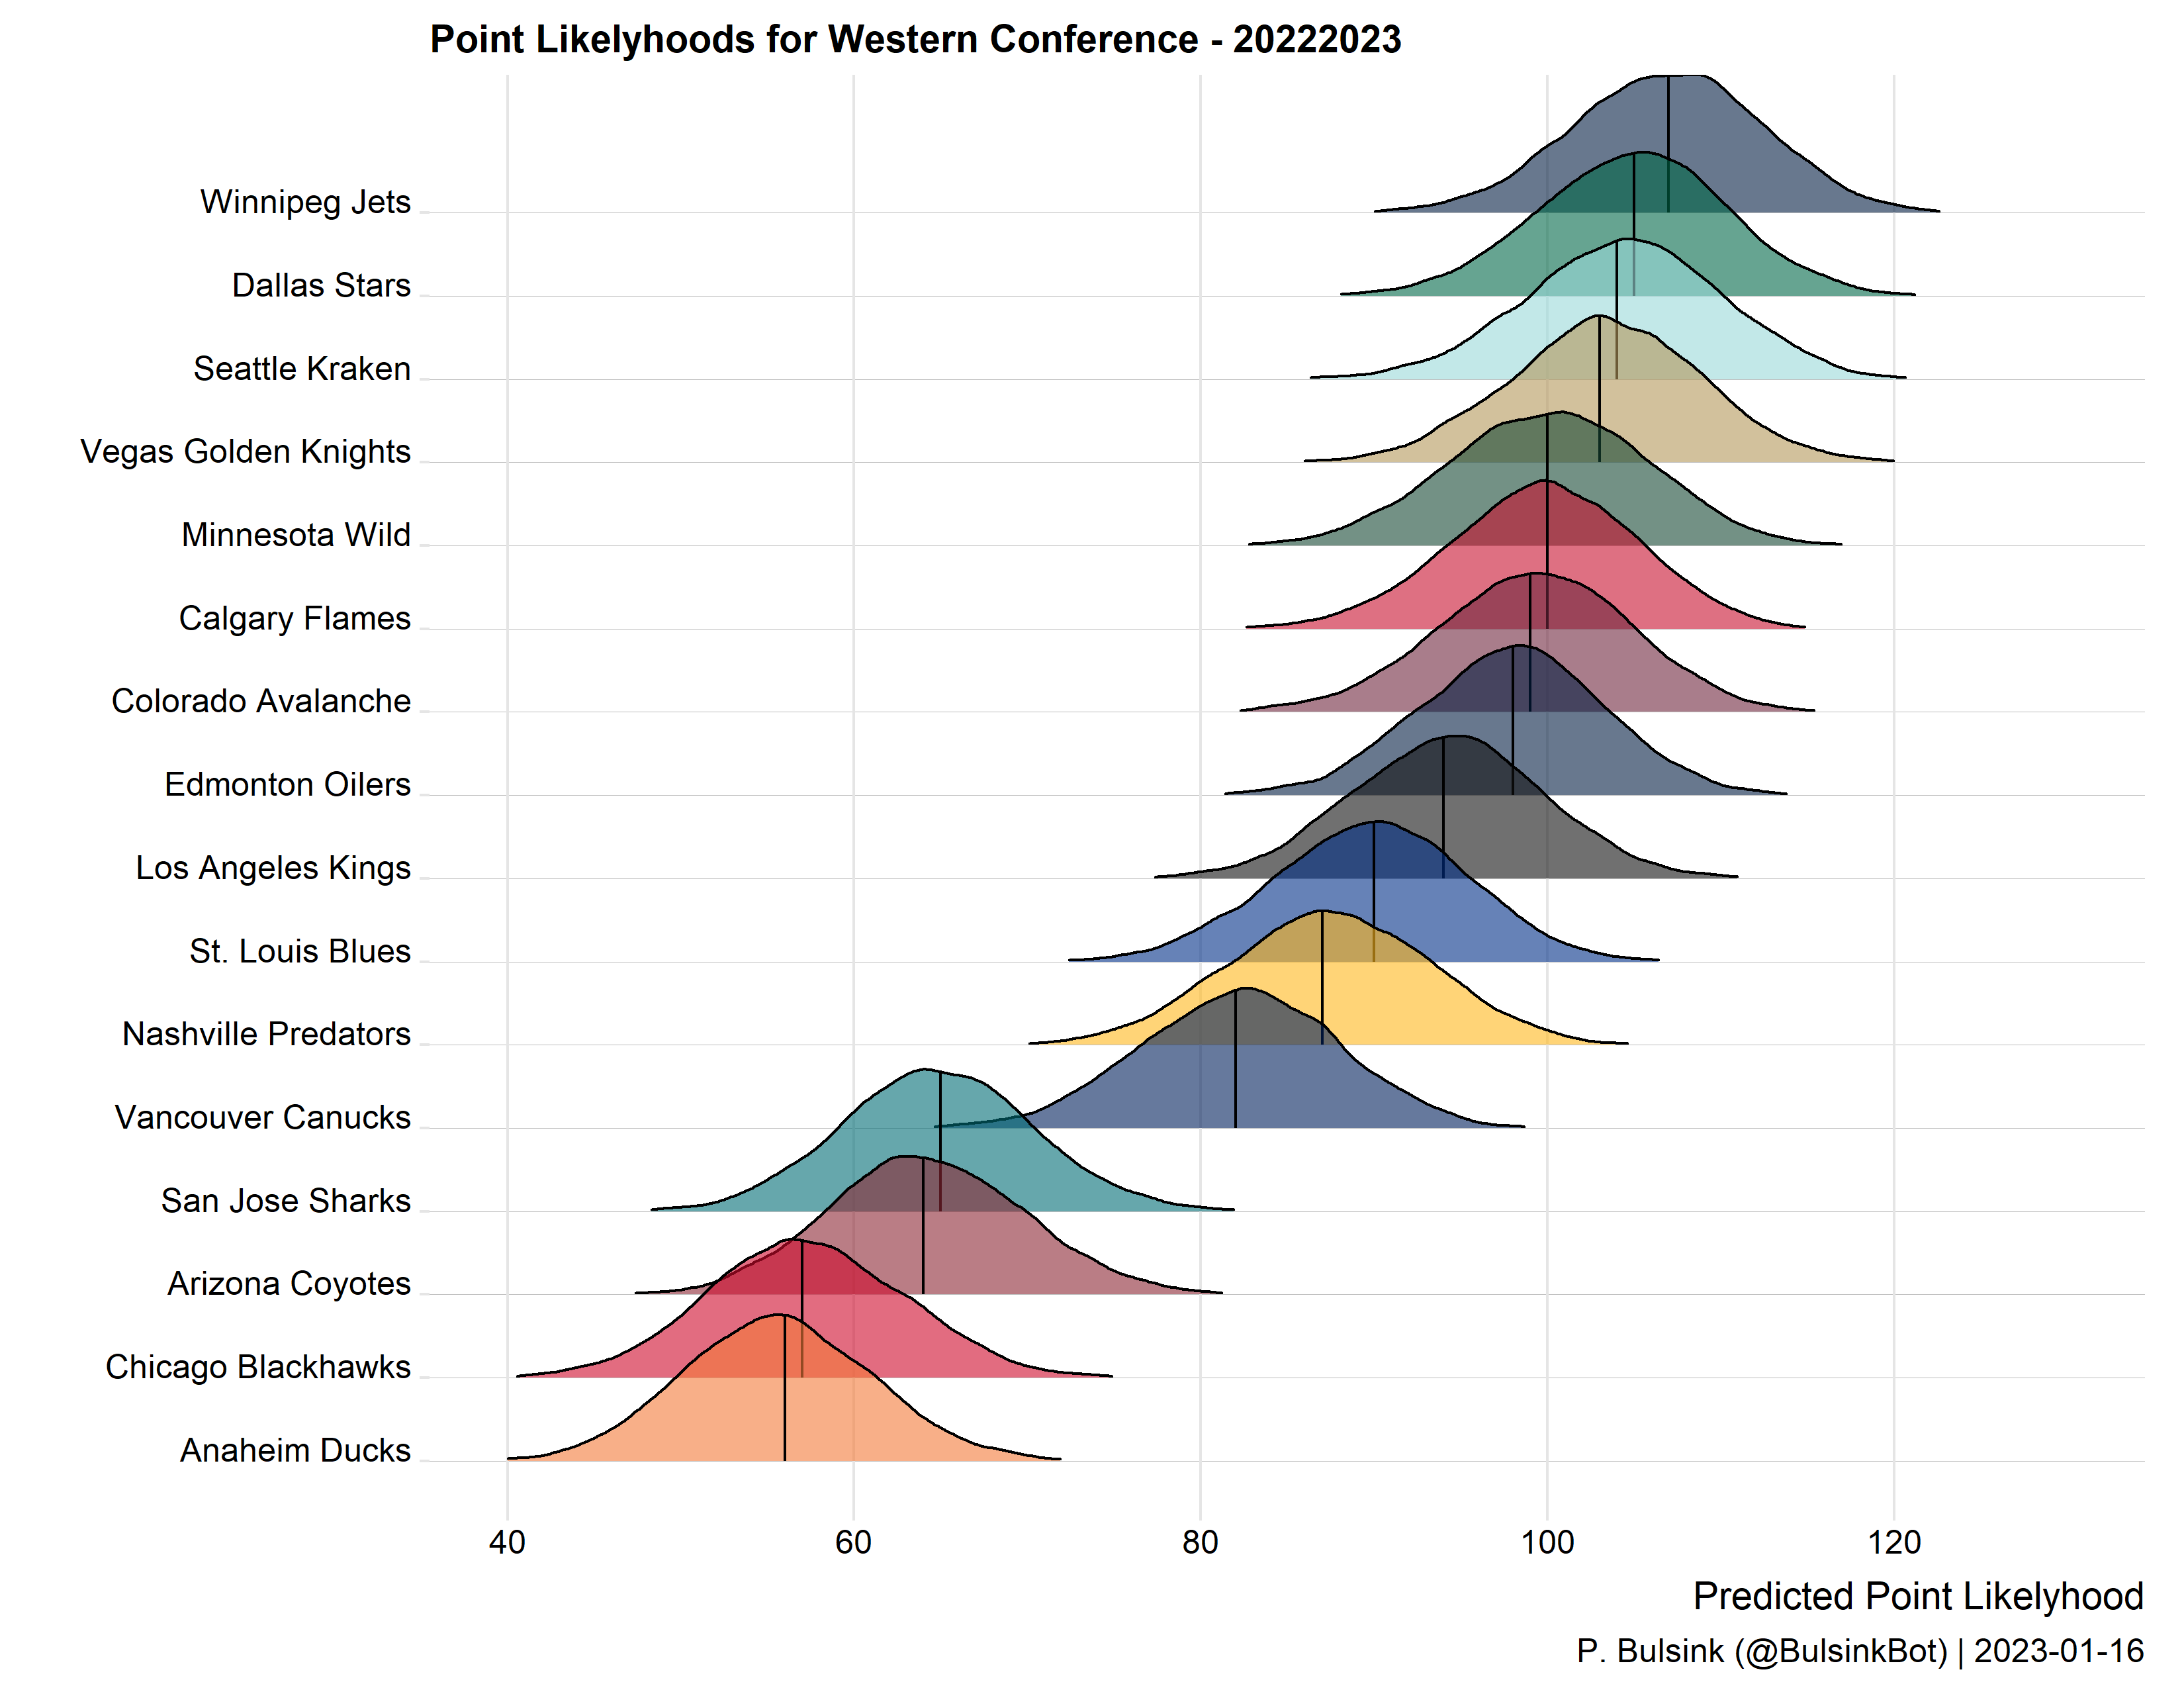 Point Likelyhoods for Western Conference - 20222023
Winnipeg Jets
Dallas Stars
Seattle Kraken
Vegas Golden Knights
Minnesota Wild
Calgary Flames
Colorado Avalanche
Edmonton Oilers
Los Angeles Kings
St. Louis Blues
Nashville Predators
Vancouver Canucks
San Jose Sharks
Arizona Coyotes
Chicago Blackhawks
Anaheim Ducks
40 60 80 100 120
Predicted Point Likelyhood
P. Bulsink (@BulsinkBot) | 2023-01-16